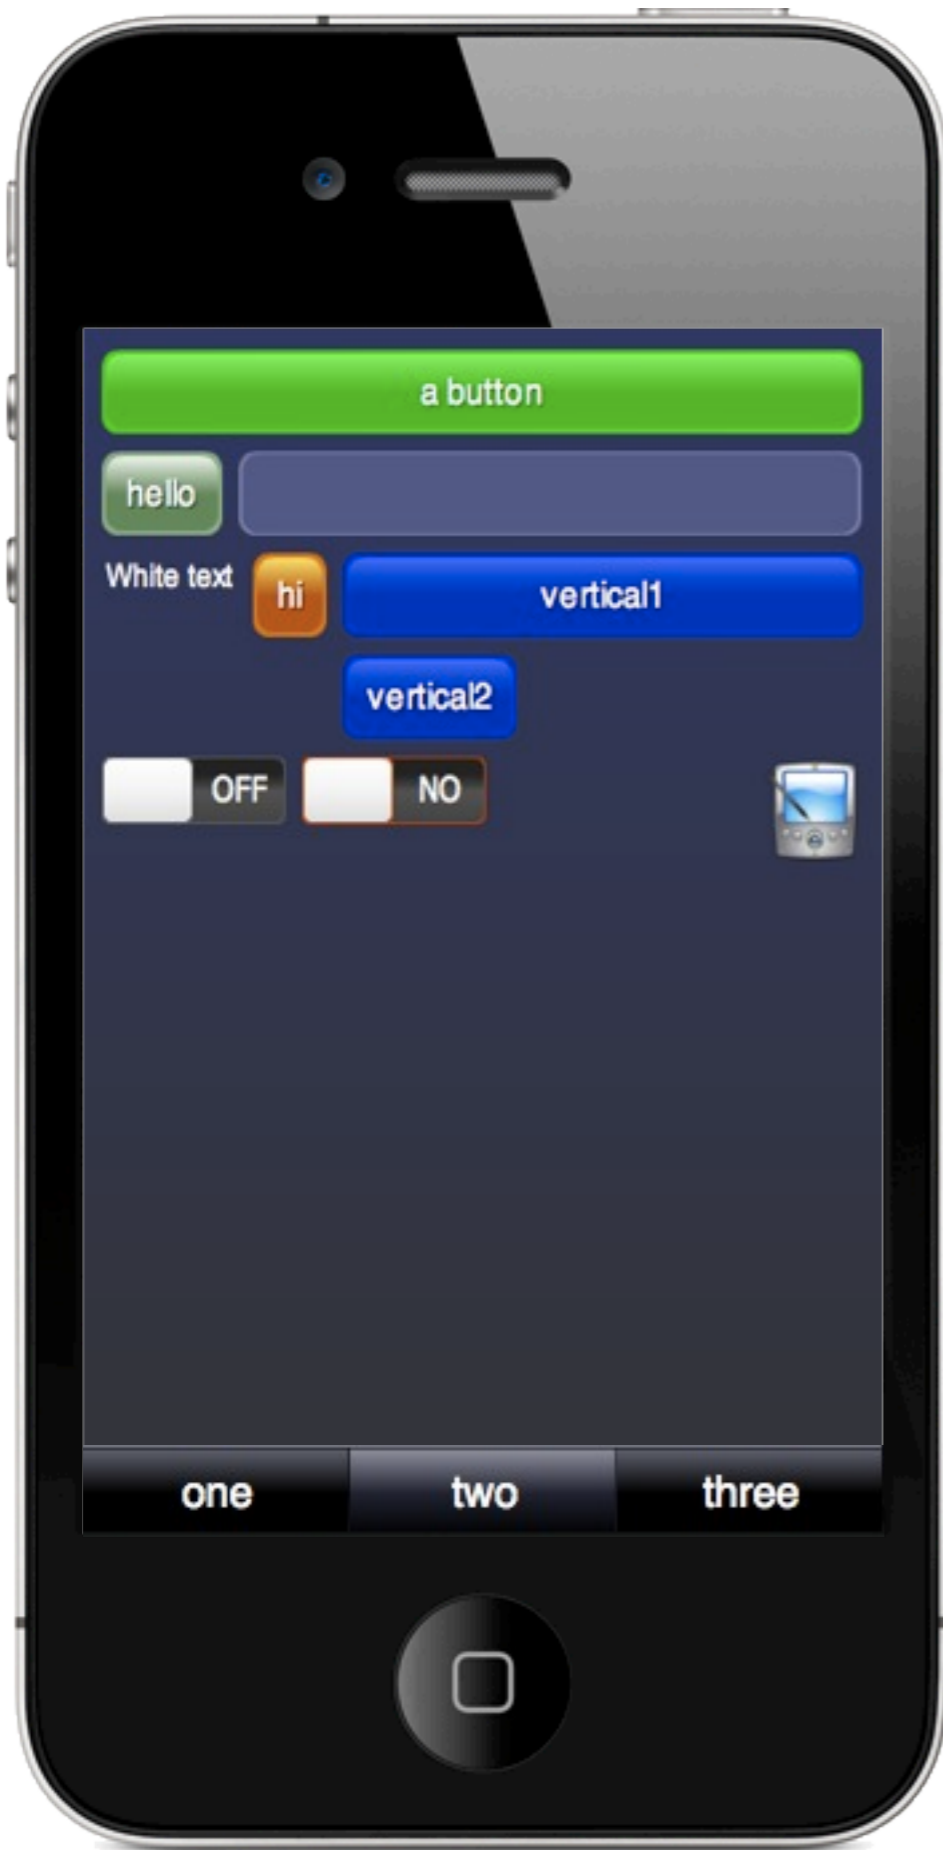 a button
hello
White text hi vertical1
vertical2
OFF NO
one two three